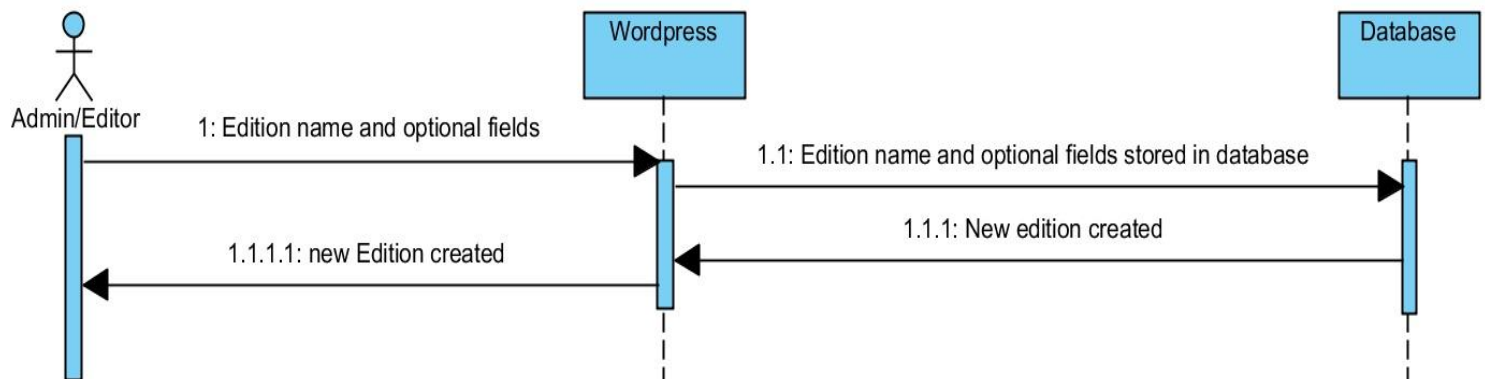 Wordpress
Database
Admin/Editor
1: Edition name and optional fields
1.1: Edition name and optional fields stored in database
1.1.1: New edition created
1.1.1.1: new Edition created